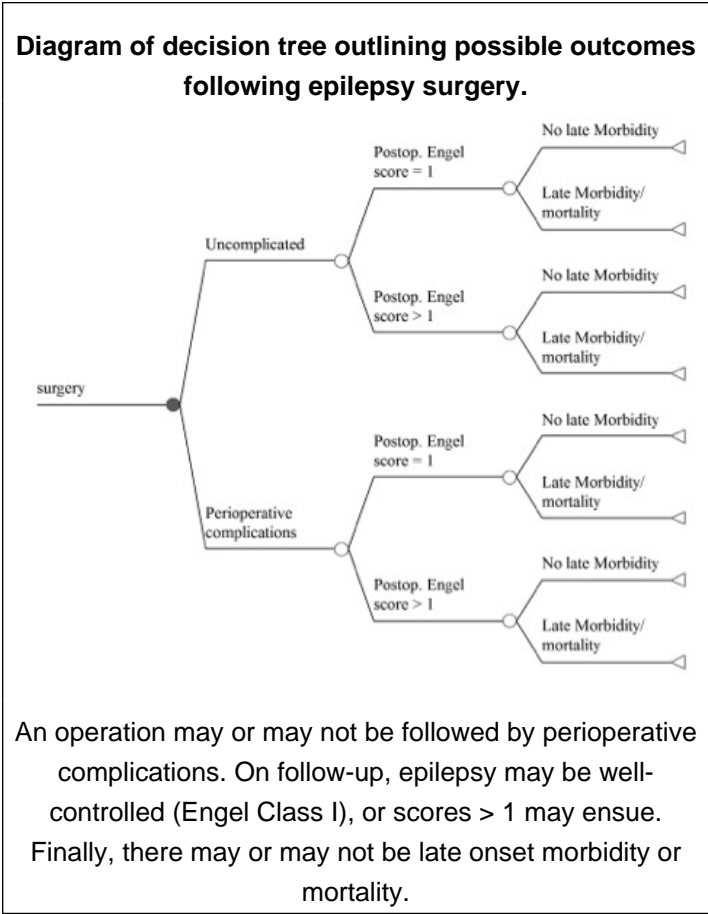 Diagram of decision tree outlining possible outcomes
following epilepsy surgery.
No late Morbidity
Postop. Engel
score = 1
Late Morbidity/
mortality
Uncomplicated
No late Morbidity
Postop. Engel
score > 1
Late Morbidity/
mortality
surgery
No late Morbidity
Postop. Engel
score = 1
Late Morbidity/
mortality
Perioperative
complications
No late Morbidity
Postop. Engel
score > 1
Late Morbidity/
mortality
An operation may or may not be followed by perioperative
complications. On follow-up, epilepsy may be well-
controlled (Engel Class I), or scores > 1 may ensue.
Finally, there may or may not be late onset morbidity or
mortality.